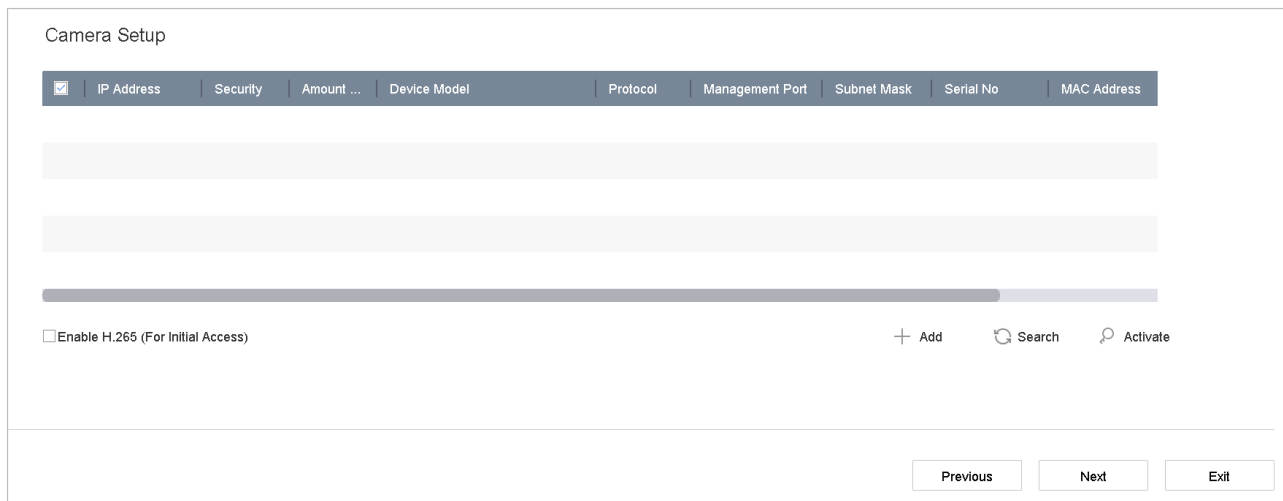 Camera Setup
IP Address Security Amount ... Device Model Protocol Management Port Subnet Mask Serial No MAC Address
Enable H.265 (For Initial Access) Add Search Activate
Previous Next Exit